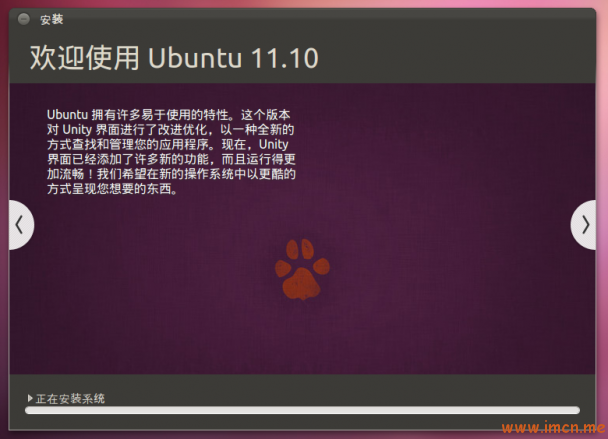 安装
欢迎使用 Ubuntu 11.10
Ubuntu 拥有许多易于使用的特性。这个版本
对 Unity 界面进行了改进优化，以一种全新的
方式查找和管理您的应用程序。现在，Unity
界面已经添加了许多新的功能，而且运行得更
加流畅！我们希望在新的操作系统中以更酷的
方式呈现您想要的东西。
正在安装系统
www.imcn.me